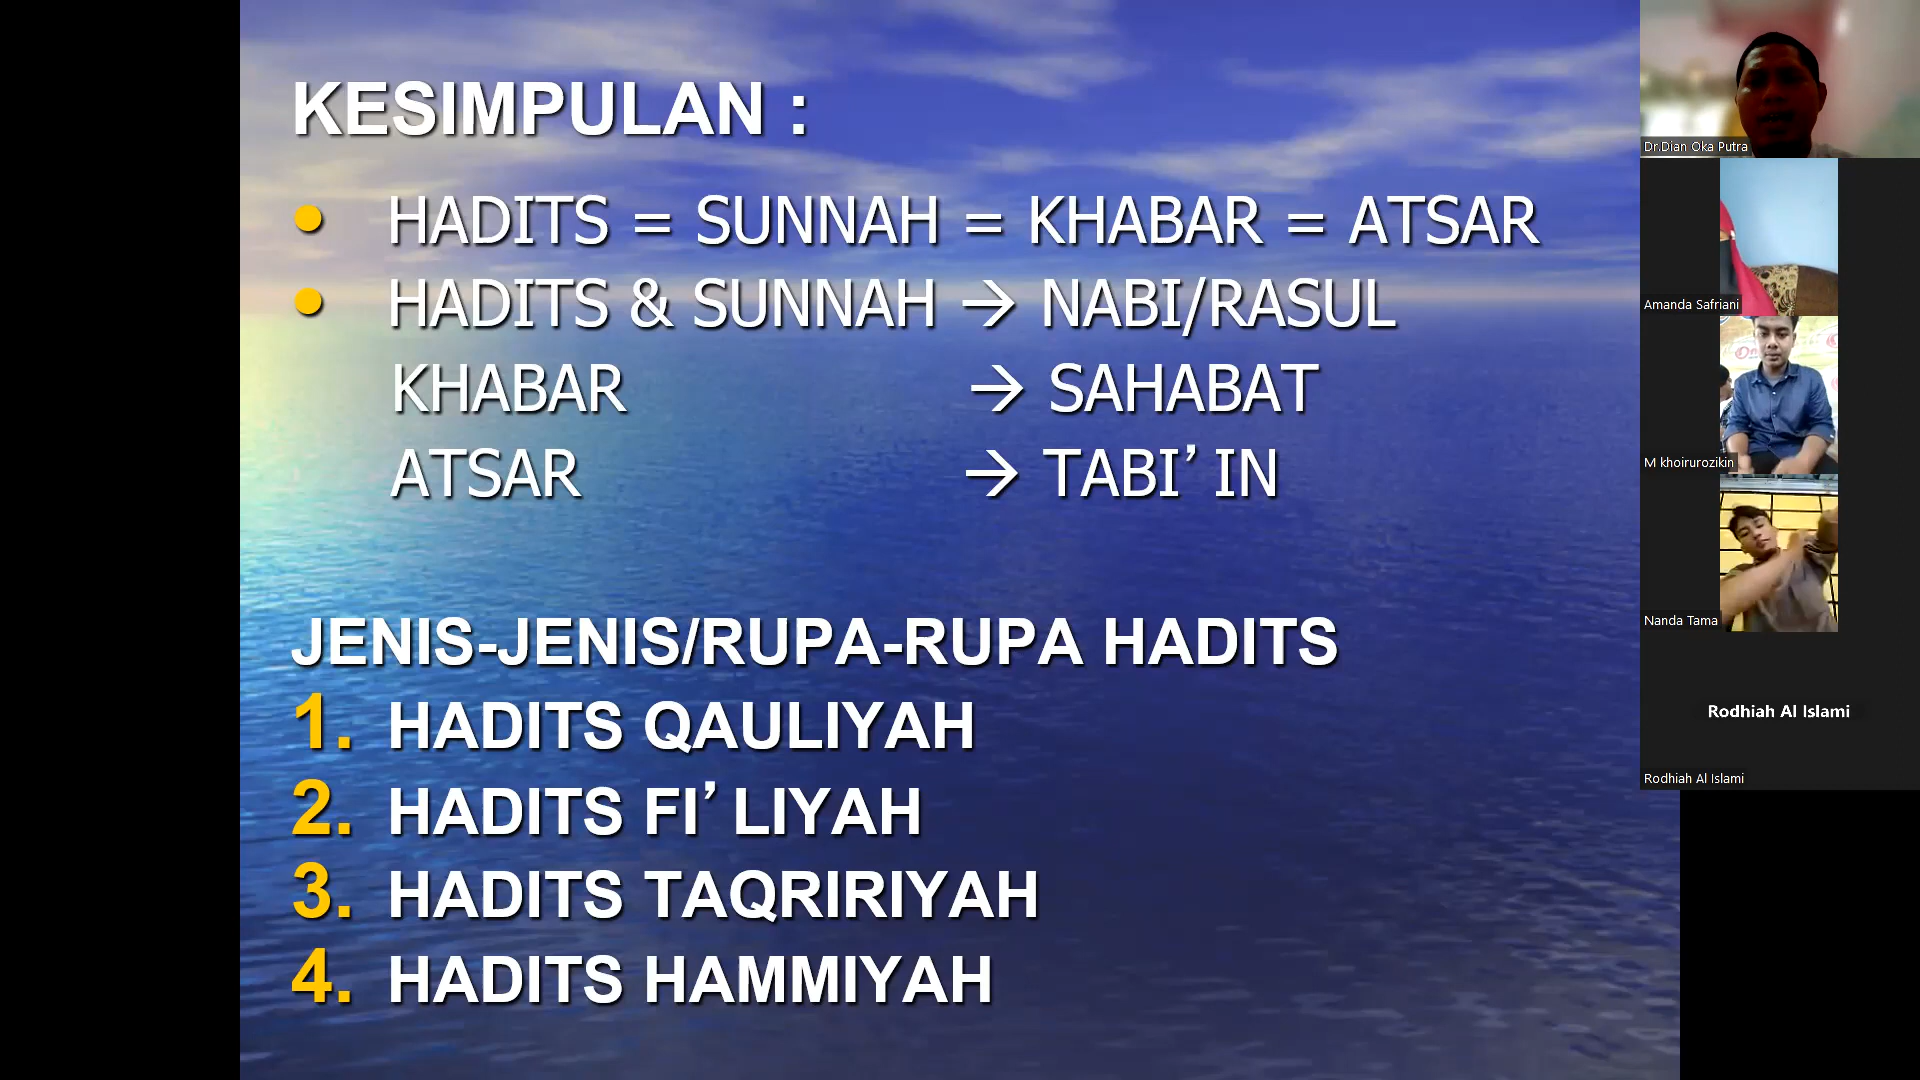 KESIMPULAN :
• HADITS = SUNNAH = KHABAR = ATSAR
• HADITS & SUNNAH → NABI/RASUL
KHABAR → SAHABAT
ATSAR → TABI’IN
JENIS-JENIS/RUPA-RUPA HADITS
1. HADITS QAULIYAH
2. HADITS FI’LIYAH
3. HADITS TAQRIRIYAH
4. HADITS HAMMIYAH
Dr.Dian Oka Putra
Amanda Safriani
M khoirurozikin
Nanda Tama
Rodhiah Al Islami
Rodhiah Al Islami